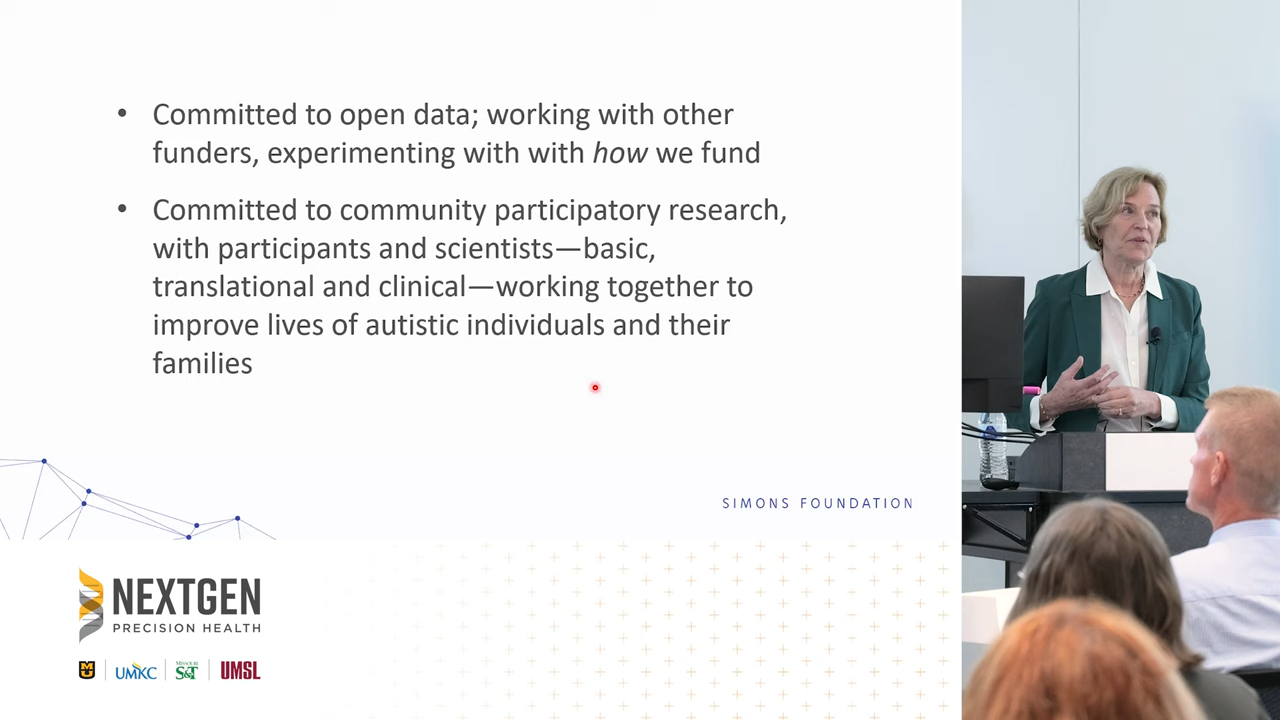 • Committed to open data; working with other
funders, experimenting with with how we fund
• Committed to community participatory research,
with participants and scientists—basic,
translational and clinical—working together to
improve lives of autistic individuals and their
families
SIMONS FOUNDATION
NEXTGEN
PRECISION HEALTH
MU
UMKC
MISSOURI
S&T
UMSL